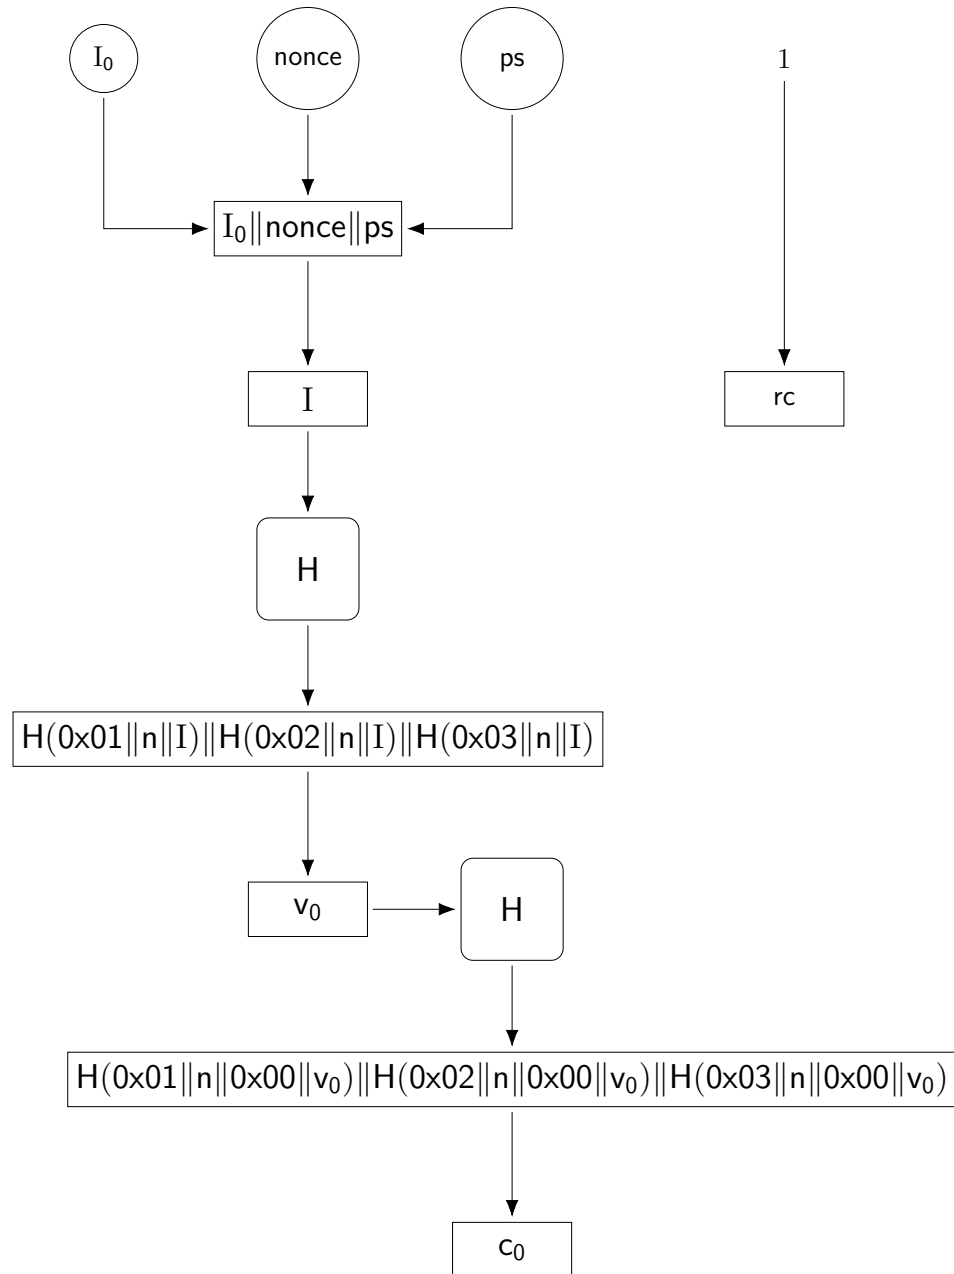 I₀ nonce ps 1
I₀||nonce||ps
I rc
H
H(0x01||n||I)||H(0x02||n||I)||H(0x03||n||I)
v₀ H
H(0x01||n||0x00||v₀)||H(0x02||n||0x00||v₀)||H(0x03||n||0x00||v₀)
c₀